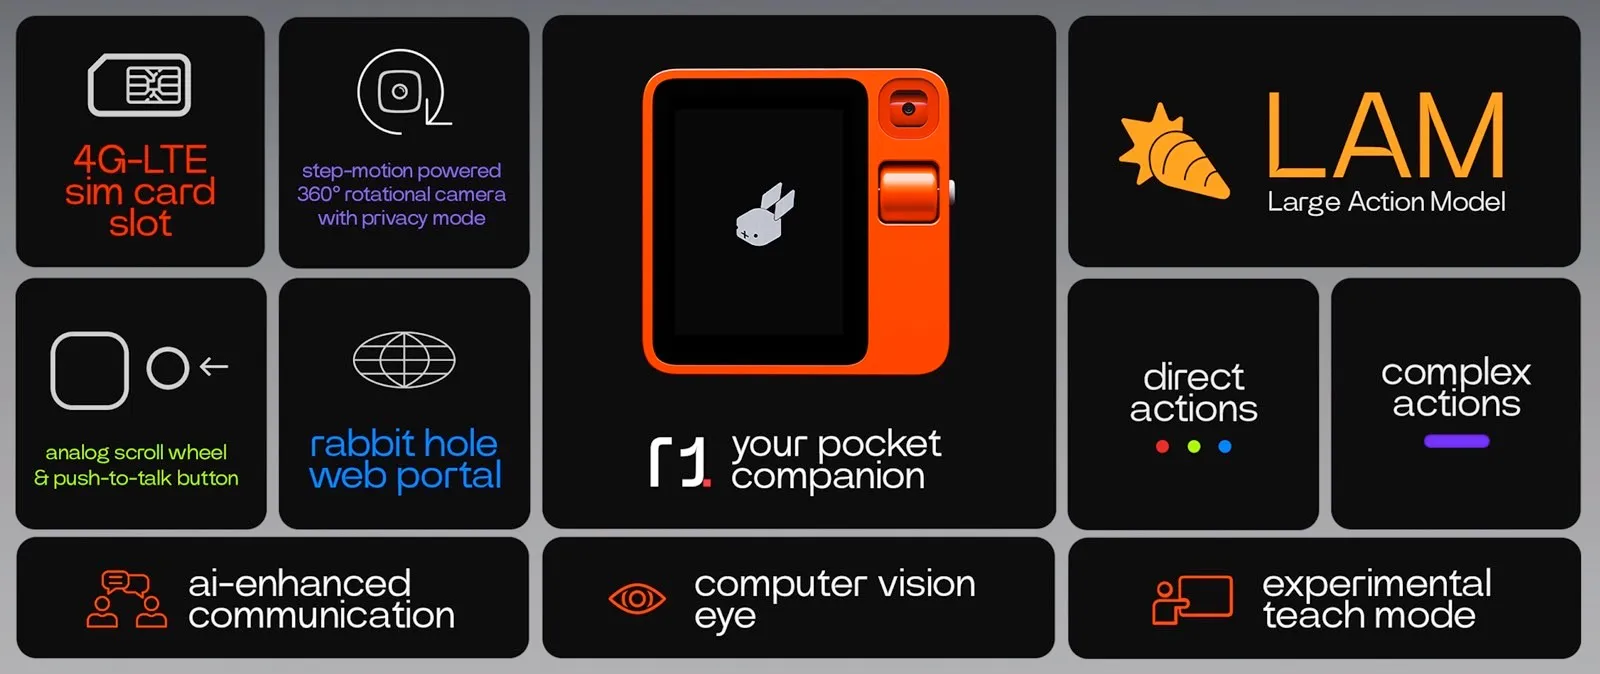 4G-LTE
sim card
slot
step-motion powered
360° rotational camera
with privacy mode
analog scroll wheel
& push-to-talk button
rabbit hole
web portal
r1.
your pocket
companion
LAM
Large Action Model
direct
actions
complex
actions
ai-enhanced
communication
computer vision
eye
experimental
teach mode